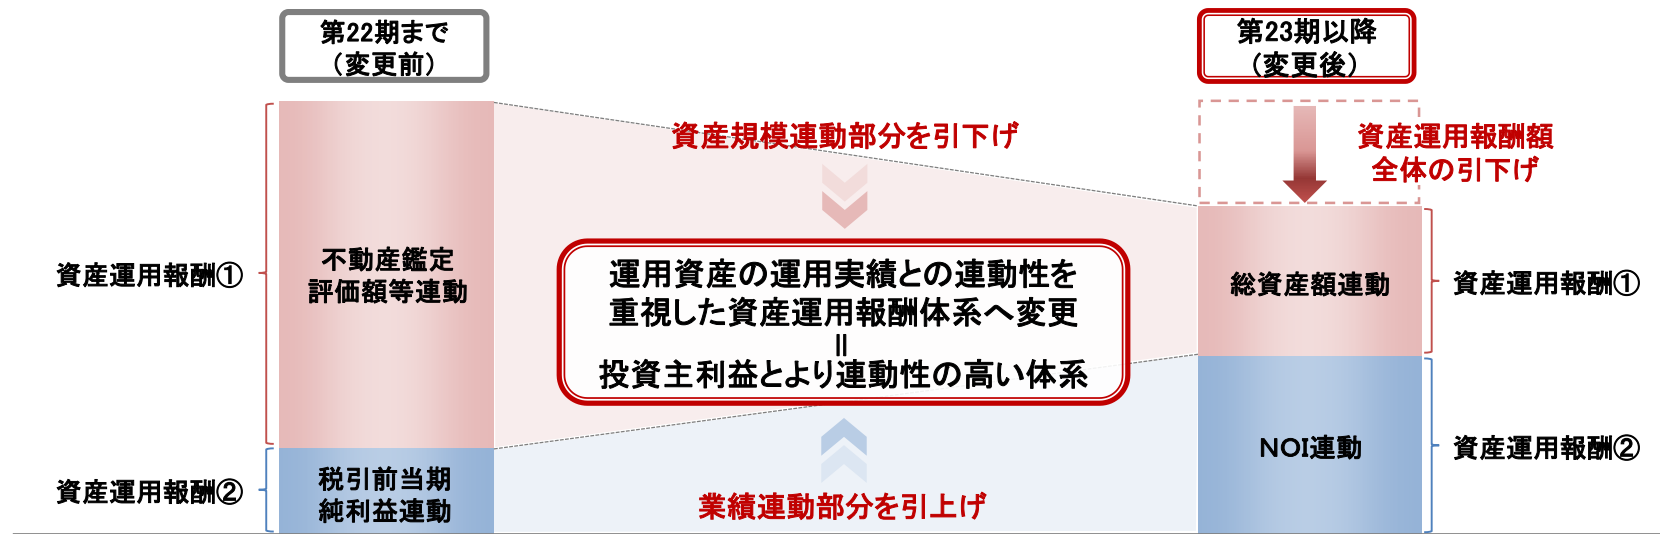 第22期まで
（変更前）
第23期以降
（変更後）
資産規模連動部分を引下げ
資産運用報酬額
全体の引下げ
資産運用報酬①
不動産鑑定
評価額等連動
運用資産の運用実績との連動性を
重視した資産運用報酬体系へ変更
＝
投資主利益とより連動性の高い体系
総資産額連動
資産運用報酬①
資産運用報酬②
税引前当期
純利益連動
業績連動部分を引上げ
NOI連動
資産運用報酬②